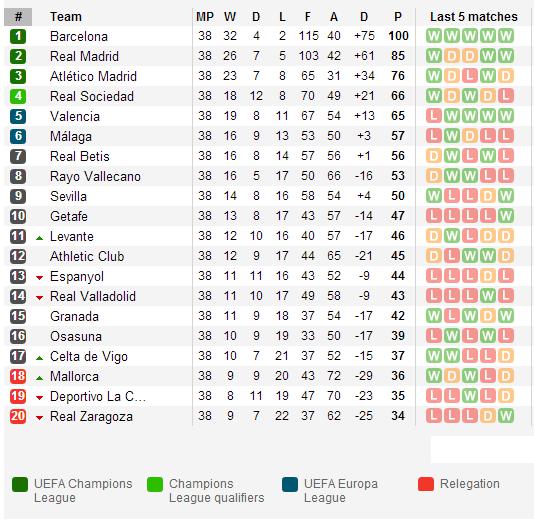 # Team MP W D L F A D P Last 5 matches
1 Barcelona 38 32 4 2 115 40 +75 100 W W W W W
2 Real Madrid 38 26 7 5 103 42 +61 85 W D D W W
3 Atlético Madrid 38 23 7 8 65 31 +34 76 W D L W D
4 Real Sociedad 38 18 12 8 70 49 +21 66 W D W D L
5 Valencia 38 19 8 11 67 54 +13 65 L W W W W
6 Málaga 38 16 9 13 53 50 +3 57 L W D L L
7 Real Betis 38 16 8 14 57 56 +1 56 D W L W L
8 Rayo Vallecano 38 16 5 17 50 66 -16 53 D W W L L
9 Sevilla 38 14 8 16 58 54 +4 50 W L L D W
10 Getafe 38 13 8 17 43 57 -14 47 L L L L W
11 Levante 38 12 10 16 40 57 -17 46 D W L D D
12 Athletic Club 38 12 9 17 44 65 -21 45 D L W W D
13 Espanyol 38 11 11 16 43 52 -9 44 L L L D L
14 Real Valladolid 38 11 10 17 49 58 -9 43 L L L W L
15 Granada 38 11 9 18 37 54 -17 42 W L W D W
16 Osasuna 38 10 9 19 33 50 -17 39 L W L W L
17 Celta de Vigo 38 10 7 21 37 52 -15 37 W W L L D
18 Mallorca 38 9 9 20 43 72 -29 36 W D W L D
19 Deportivo La C... 38 8 11 19 47 70 -23 35 L L W L D
20 Real Zaragoza 38 9 7 22 37 62 -25 34 L L L D W
UEFA Champions League
Champions League qualifiers
UEFA Europa League
Relegation